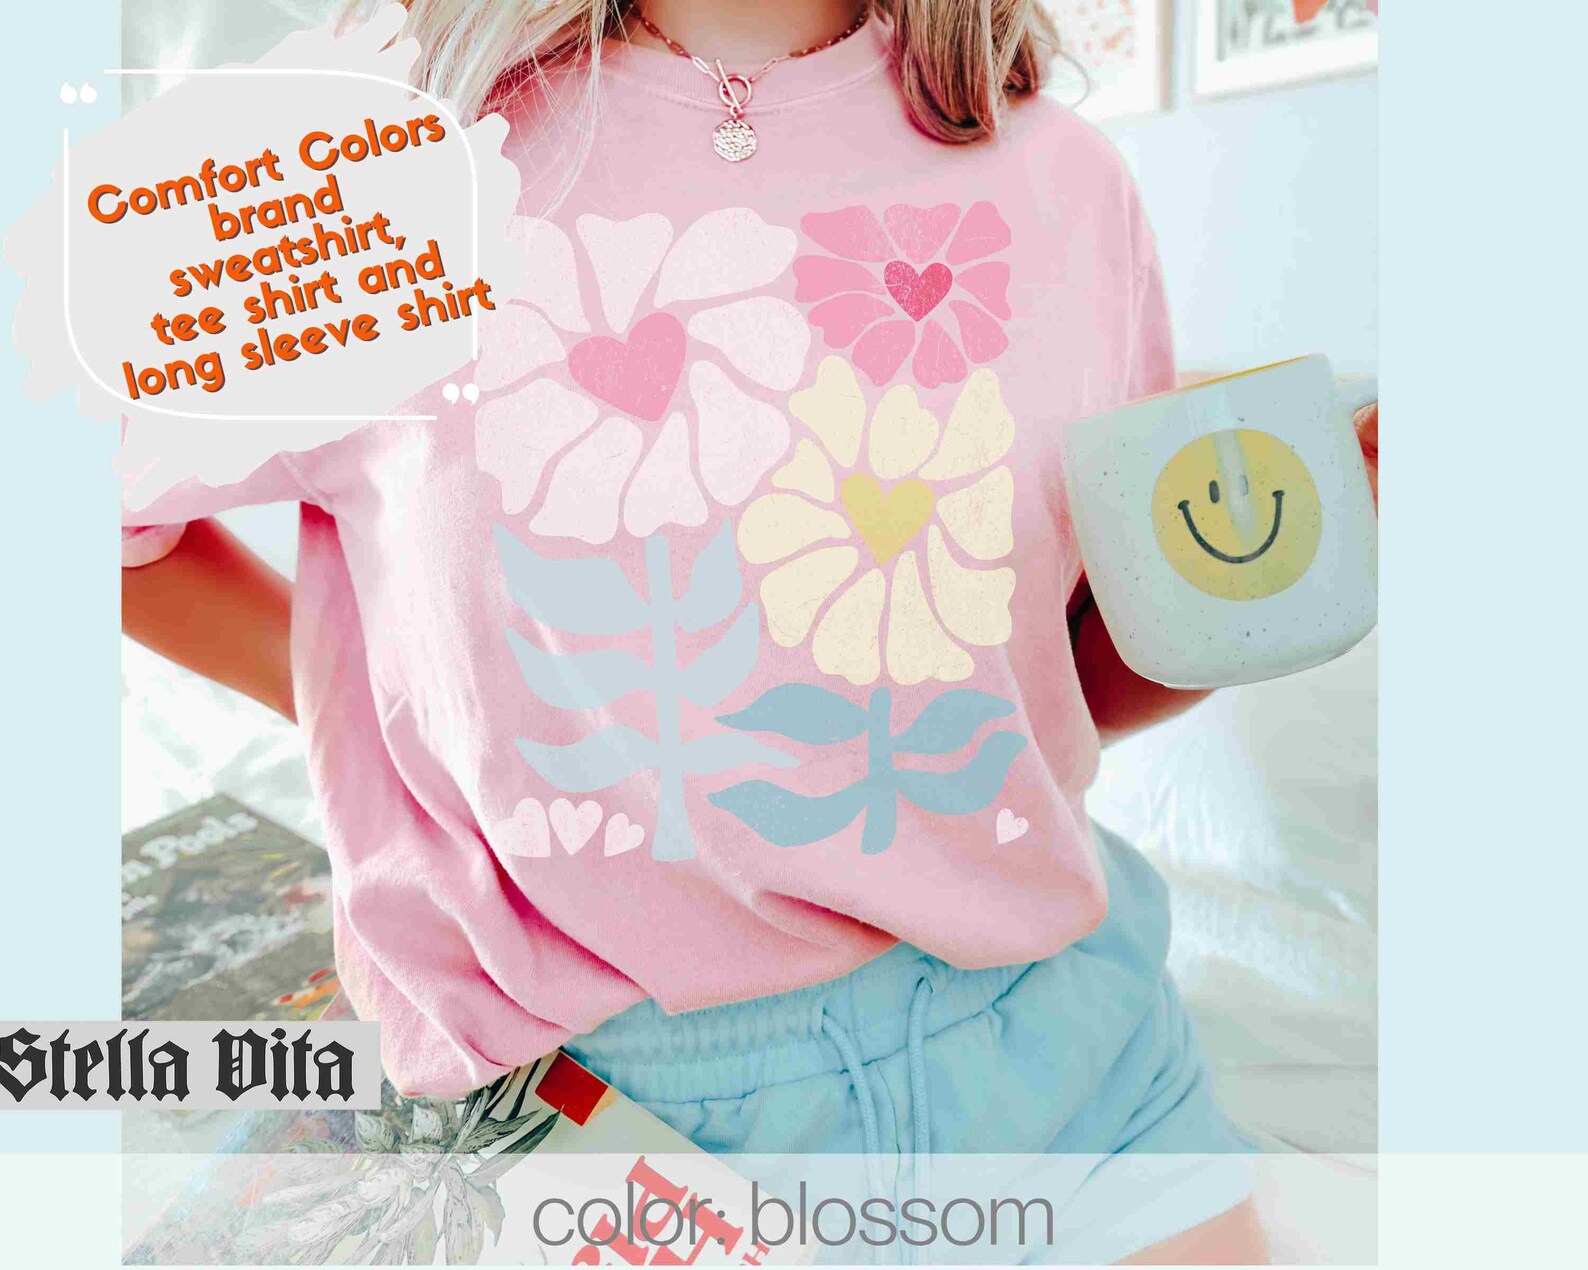 Comfort Colors
brand
sweatshirt,
tee shirt and
long sleeve shirt
Stella Vita
color: blossom